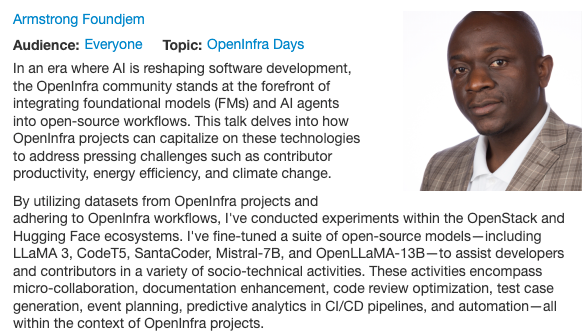 Armstrong Foundjem
Audience: Everyone Topic: OpenInfra Days
In an era where AI is reshaping software development,
the OpenInfra community stands at the forefront of
integrating foundational models (FMs) and AI agents
into open-source workflows. This talk delves into how
OpenInfra projects can capitalize on these technologies
to address pressing challenges such as contributor
productivity, energy efficiency, and climate change.
By utilizing datasets from OpenInfra projects and
adhering to OpenInfra workflows, I've conducted experiments within the OpenStack and
Hugging Face ecosystems. I've fine-tuned a suite of open-source models—including
LLaMA 3, CodeT5, SantaCoder, Mistral-7B, and OpenLLaMA-13B—to assist developers
and contributors in a variety of socio-technical activities. These activities encompass
micro-collaboration, documentation enhancement, code review optimization, test case
generation, event planning, predictive analytics in CI/CD pipelines, and automation—all
within the context of OpenInfra projects.